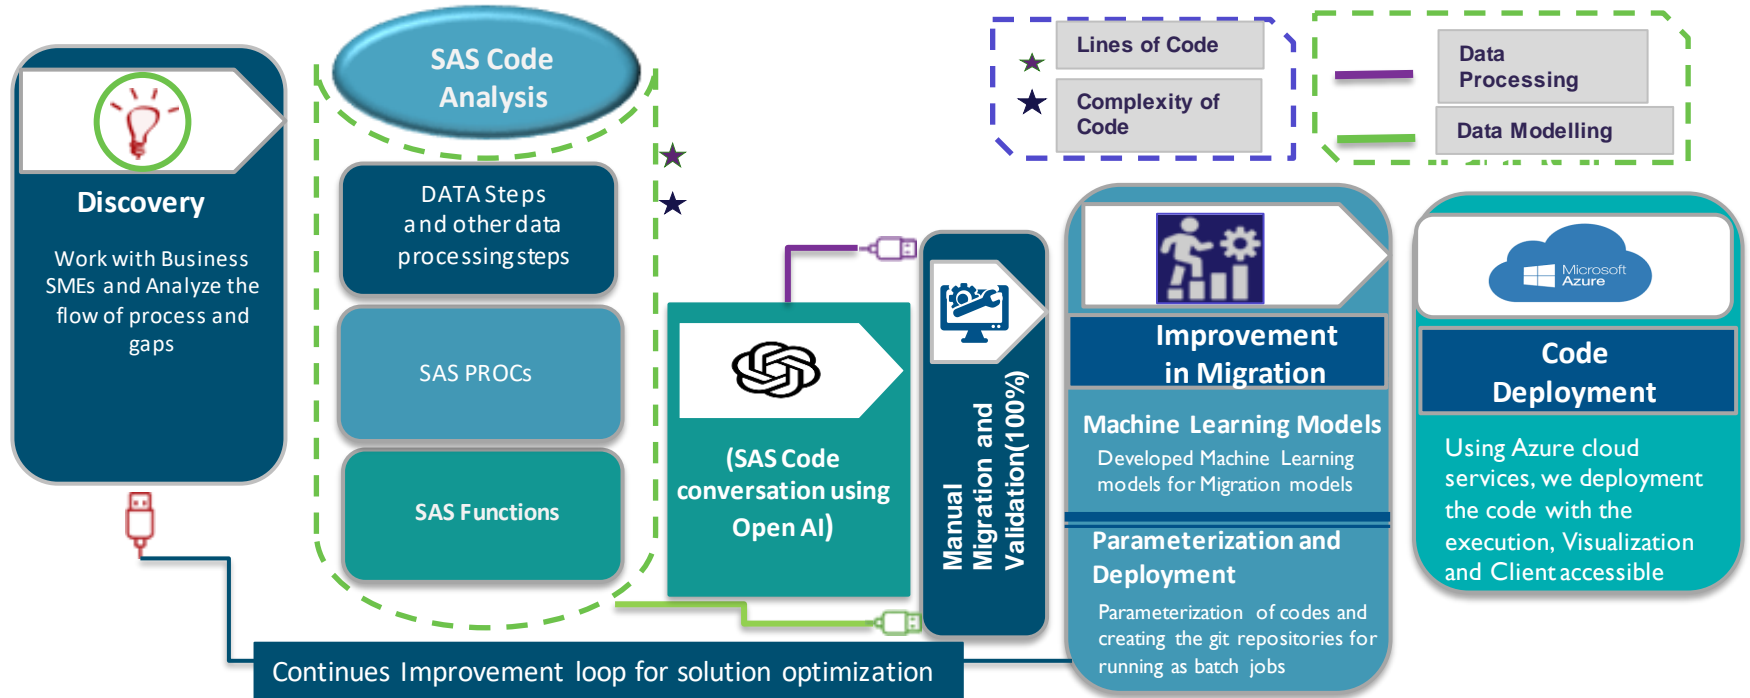 Discovery
Work with Business
SMEs and Analyze the
flow of process and
gaps
SAS Code
Analysis
DATA Steps
and other data
processing steps
SAS PROCs
SAS Functions
(SAS Code
conversation using
Open AI)
Manual
Migration and
Validation(100%)
Lines of Code
Complexity of
Code
Data
Processing
Data Modelling
Improvement
in Migration
Machine Learning Models
Developed Machine Learning
models for Migration models
Parameterization and
Deployment
Parameterization of codes and
creating the git repositories for
running as batch jobs
Microsoft
Azure
Code
Deployment
Using Azure cloud
services, we deployment
the code with the
execution, Visualization
and Client accessible
Continues Improvement loop for solution optimization